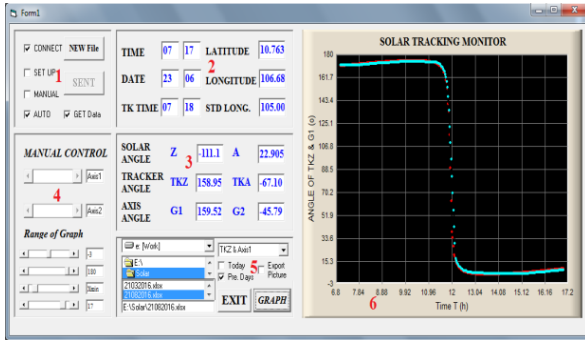 Form1
CONNECT NEW File
SET UP 1 SENT
MANUAL
AUTO GET Data
TIME 07 17 LATITUDE 10.763
2
DATE 23 06 LONGITUDE 106.68
TK TIME 07 18 STD LONG. 105.00
MANUAL CONTROL
Axis1
4
Axis2
Range of Graph
-3
180
Xmin
17
SOLAR ANGLE Z -111.1 A 22.905
3
TRACKER ANGLE TKZ 158.95 TKA -67.10
AXIS ANGLE G1 159.52 G2 -45.79
e: [Work]
E:\
Solar
21032016.xlsx
21062016.xlsx
E:\Solar\21062016.xlsx
TKZ & Axis1
Today 5 Export Picture
Pre. Days
EXIT GRAPH
SOLAR TRACKING MONITOR
ANGLE OF TKZ & G1 (o)
180
161.7
143.4
125.1
106.8
88.5
70.2
51.9
33.6
15.3
-3
6.8 7.84 8.88 9.92 10.96 12 13.04 14.08 15.12 16.16 17.2
6 Time T (h)